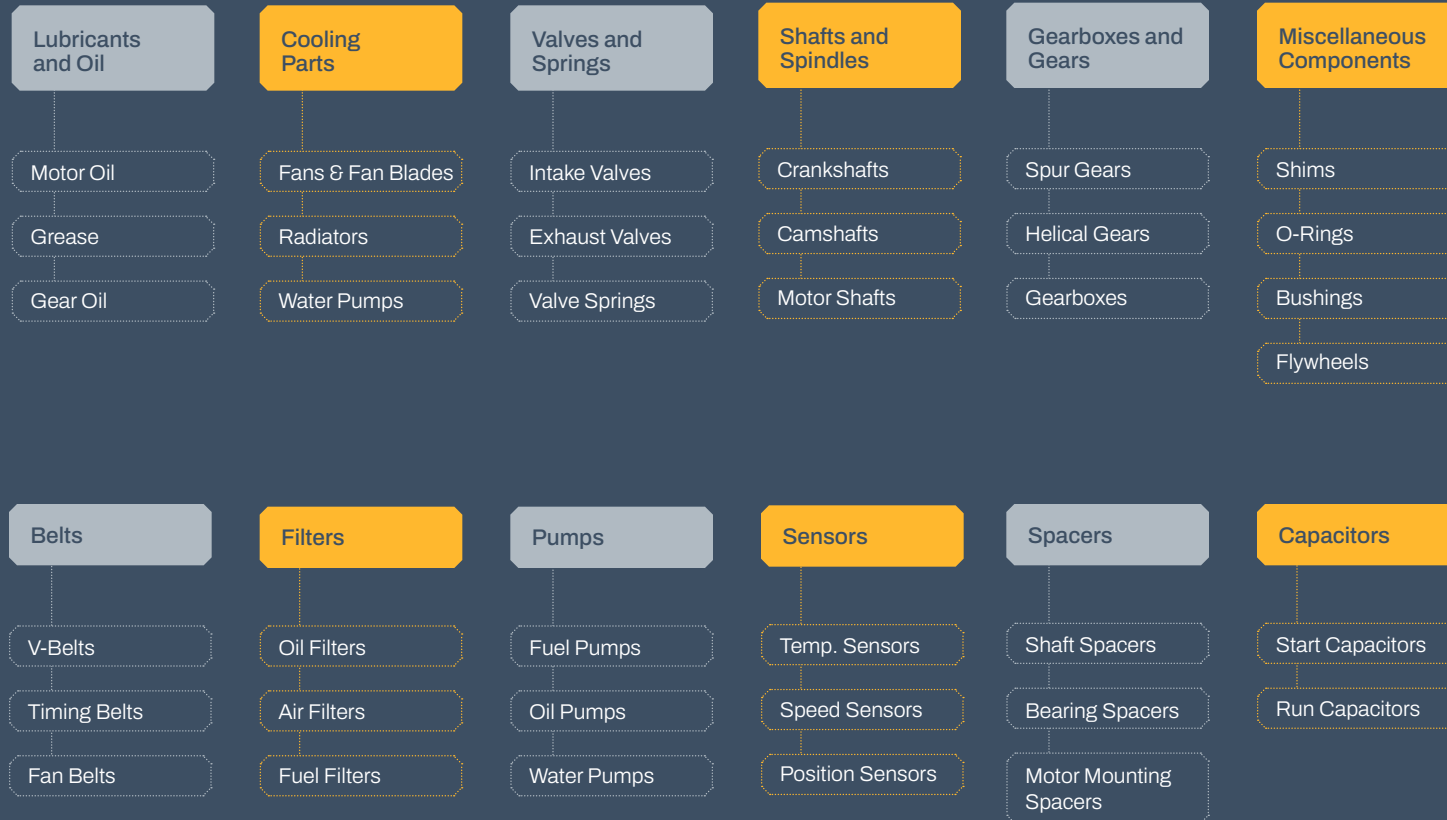 Lubricants
and Oil
Motor Oil
Grease
Gear Oil
Cooling
Parts
Fans & Fan Blades
Radiators
Water Pumps
Valves and
Springs
Intake Valves
Exhaust Valves
Valve Springs
Shafts and
Spindles
Crankshafts
Camshafts
Motor Shafts
Gearboxes and
Gears
Spur Gears
Helical Gears
Gearboxes
Miscellaneous
Components
Shims
O-Rings
Bushings
Flywheels
Belts
V-Belts
Timing Belts
Fan Belts
Filters
Oil Filters
Air Filters
Fuel Filters
Pumps
Fuel Pumps
Oil Pumps
Water Pumps
Sensors
Temp. Sensors
Speed Sensors
Position Sensors
Spacers
Shaft Spacers
Bearing Spacers
Motor Mounting
Spacers
Capacitors
Start Capacitors
Run Capacitors